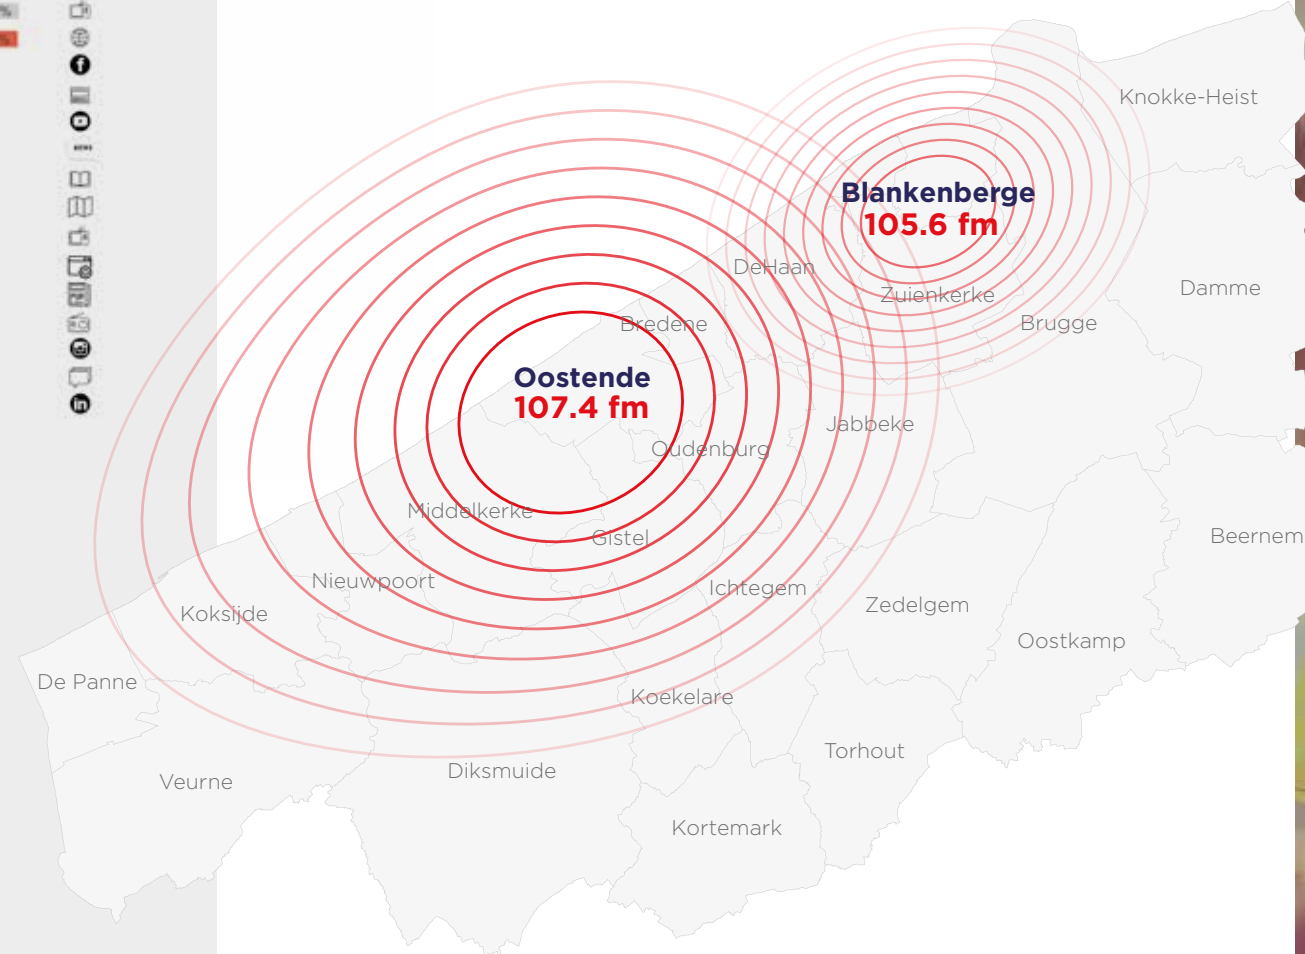 %
%
Knokke-Heist
Blankenberge
105.6 fm
DeHaan
Zuienkerke
Damme
Bredene
Brugge
Oostende
107.4 fm
Jabbeke
Oudenburg
Middelkerke
Gistel
Beernem
Nieuwpoort
Ichtegem
Koksijde
Zedelgem
Oostkamp
De Panne
Koekelare
Torhout
Diksmuide
Veurne
Kortemark